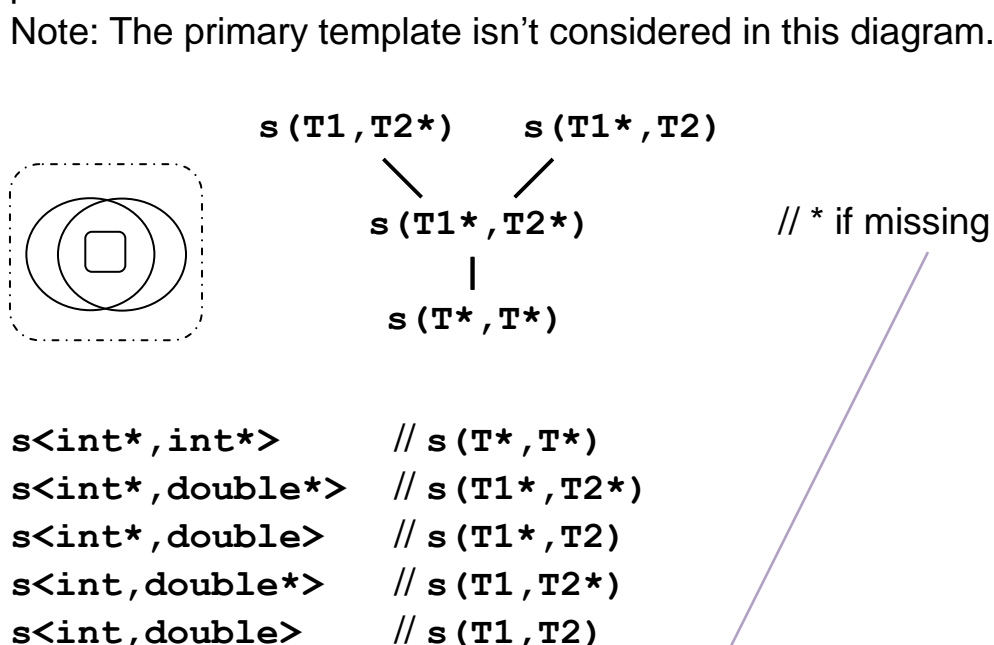 Note: The primary template isn’t considered in this diagram.
s(T1,T2*) s(T1*,T2)
s(T1*,T2*) // * if missing
s(T*,T*)
s<int*,int*> // s(T*,T*)
s<int*,double*> // s(T1*,T2*)
s<int*,double> // s(T1*,T2)
s<int,double*> // s(T1,T2*)
s<int,double> // s(T1,T2)